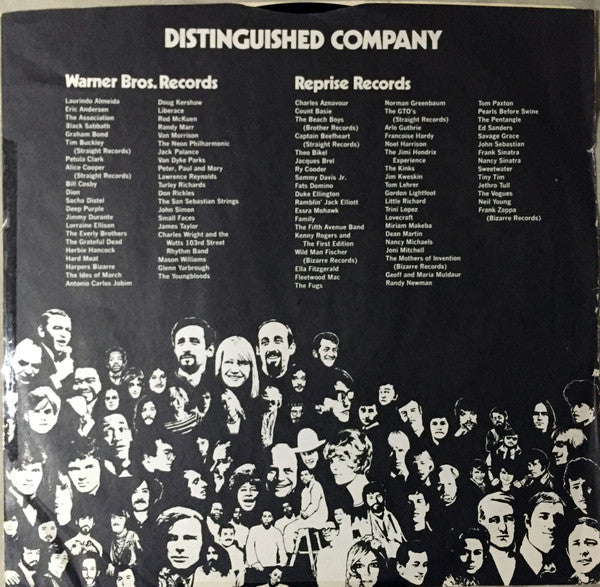 DISTINGUISHED COMPANY
Warner Bros. Records
Laurindo Almeida
Eric Andersen
The Association
Black Sabbath
Graham Bond
Tim Buckley
(Straight Records)
Petula Clark
Alice Cooper
(Straight Records)
Bill Cosby
Dion
Sacha Distel
Deep Purple
Jimmy Durante
Lorraine Ellison
The Everly Brothers
The Grateful Dead
Herbie Hancock
Hard Meat
Harpers Bizarre
The Ides of March
Antonio Carlos Jobim
Doug Kershaw
Liberace
Rod McKuen
Randy Marr
Van Morrison
The Neon Philharmonic
Jack Palance
Van Dyke Parks
Peter, Paul and Mary
Lawrence Reynolds
Turley Richards
Don Rickles
The San Sebastian Strings
John Simon
Small Faces
James Taylor
Charles Wright and the
Watts 103rd Street
Rhythm Band
Mason Williams
Glenn Yarbrough
The Youngbloods
Reprise Records
Charles Aznavour
Count Basie
The Beach Boys
(Brother Records)
Captain Beefheart
(Straight Records)
Theo Bikel
Jacques Brel
Ry Cooder
Sammy Davis Jr.
Fats Domino
Duke Ellington
Ramblin' Jack Elliott
Essra Mohawk
Family
The Fifth Avenue Band
Kenny Rogers and
The First Edition
Wild Man Fischer
(Bizarre Records)
Ella Fitzgerald
Fleetwood Mac
The Fugs
Norman Greenbaum
The GTO's
(Straight Records)
Arlo Guthrie
Francoise Hardy
Noel Harrison
The Jimi Hendrix
Experience
The Kinks
Jim Kweskin
Tom Lehrer
Gordon Lightfoot
Little Richard
Trini Lopez
Lovecraft
Miriam Makeba
Dean Martin
Nancy Michaels
Joni Mitchell
The Mothers of Invention
(Bizarre Records)
Geoff and Maria Muldaur
Randy Newman
Tom Paxton
Pearls Before Swine
The Pentangle
Ed Sanders
Savage Grace
John Sebastian
Frank Sinatra
Nancy Sinatra
Sweetwater
Tiny Tim
Jethro Tull
The Vogues
Neil Young
Frank Zappa
(Bizarre Records)